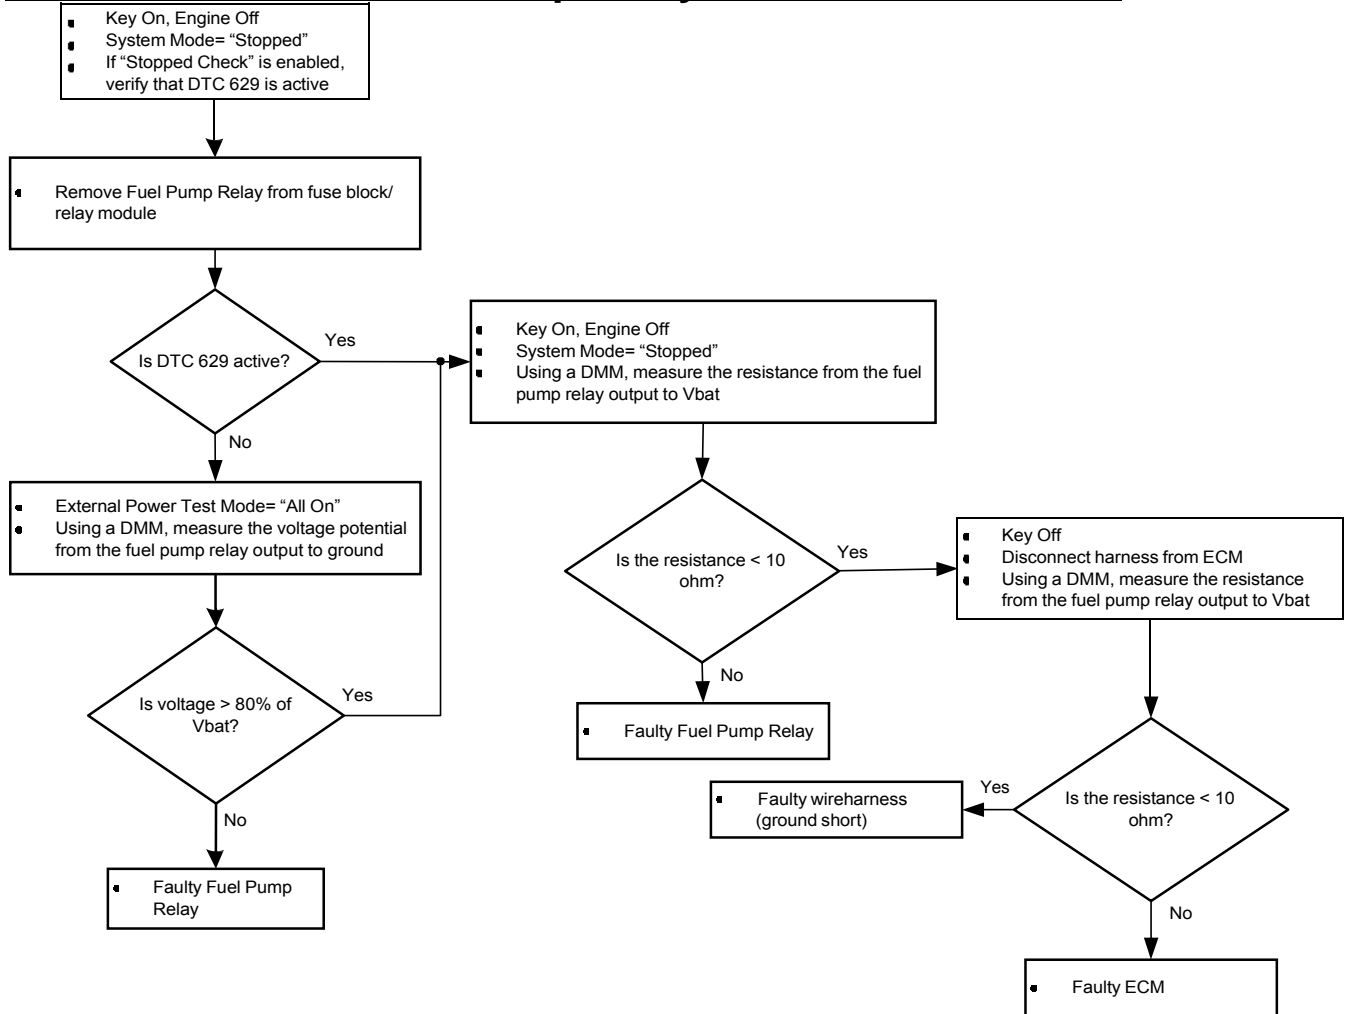 Key On, Engine Off
System Mode= “Stopped”
If “Stopped Check” is enabled,
verify that DTC 629 is active
Remove Fuel Pump Relay from fuse block/
relay module
Is DTC 629 active?
Yes
No
Key On, Engine Off
System Mode= “Stopped”
Using a DMM, measure the resistance from the fuel
pump relay output to Vbat
External Power Test Mode= “All On”
Using a DMM, measure the voltage potential
from the fuel pump relay output to ground
Is the resistance < 10
ohm?
Yes
No
Key Off
Disconnect harness from ECM
Using a DMM, measure the resistance
from the fuel pump relay output to Vbat
Is voltage > 80% of
Vbat?
Yes
No
Faulty Fuel Pump Relay
Faulty wireharness
(ground short)
Yes
Is the resistance < 10
ohm?
No
Faulty Fuel Pump
Relay
Faulty ECM